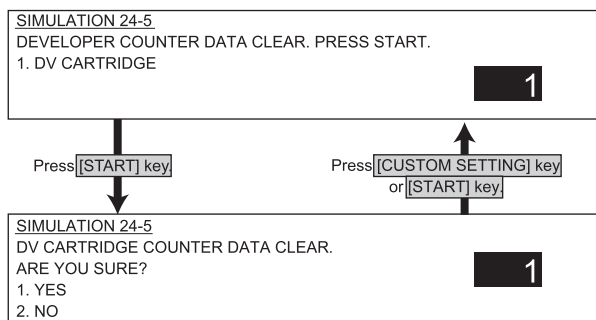 SIMULATION 24-5
DEVELOPER COUNTER DATA CLEAR. PRESS START.
1. DV CARTRIDGE
1
Press [START] key.
Press [CUSTOM SETTING] key
or [START] key.
SIMULATION 24-5
DV CARTRIDGE COUNTER DATA CLEAR.
ARE YOU SURE?
1
1. YES
2. NO